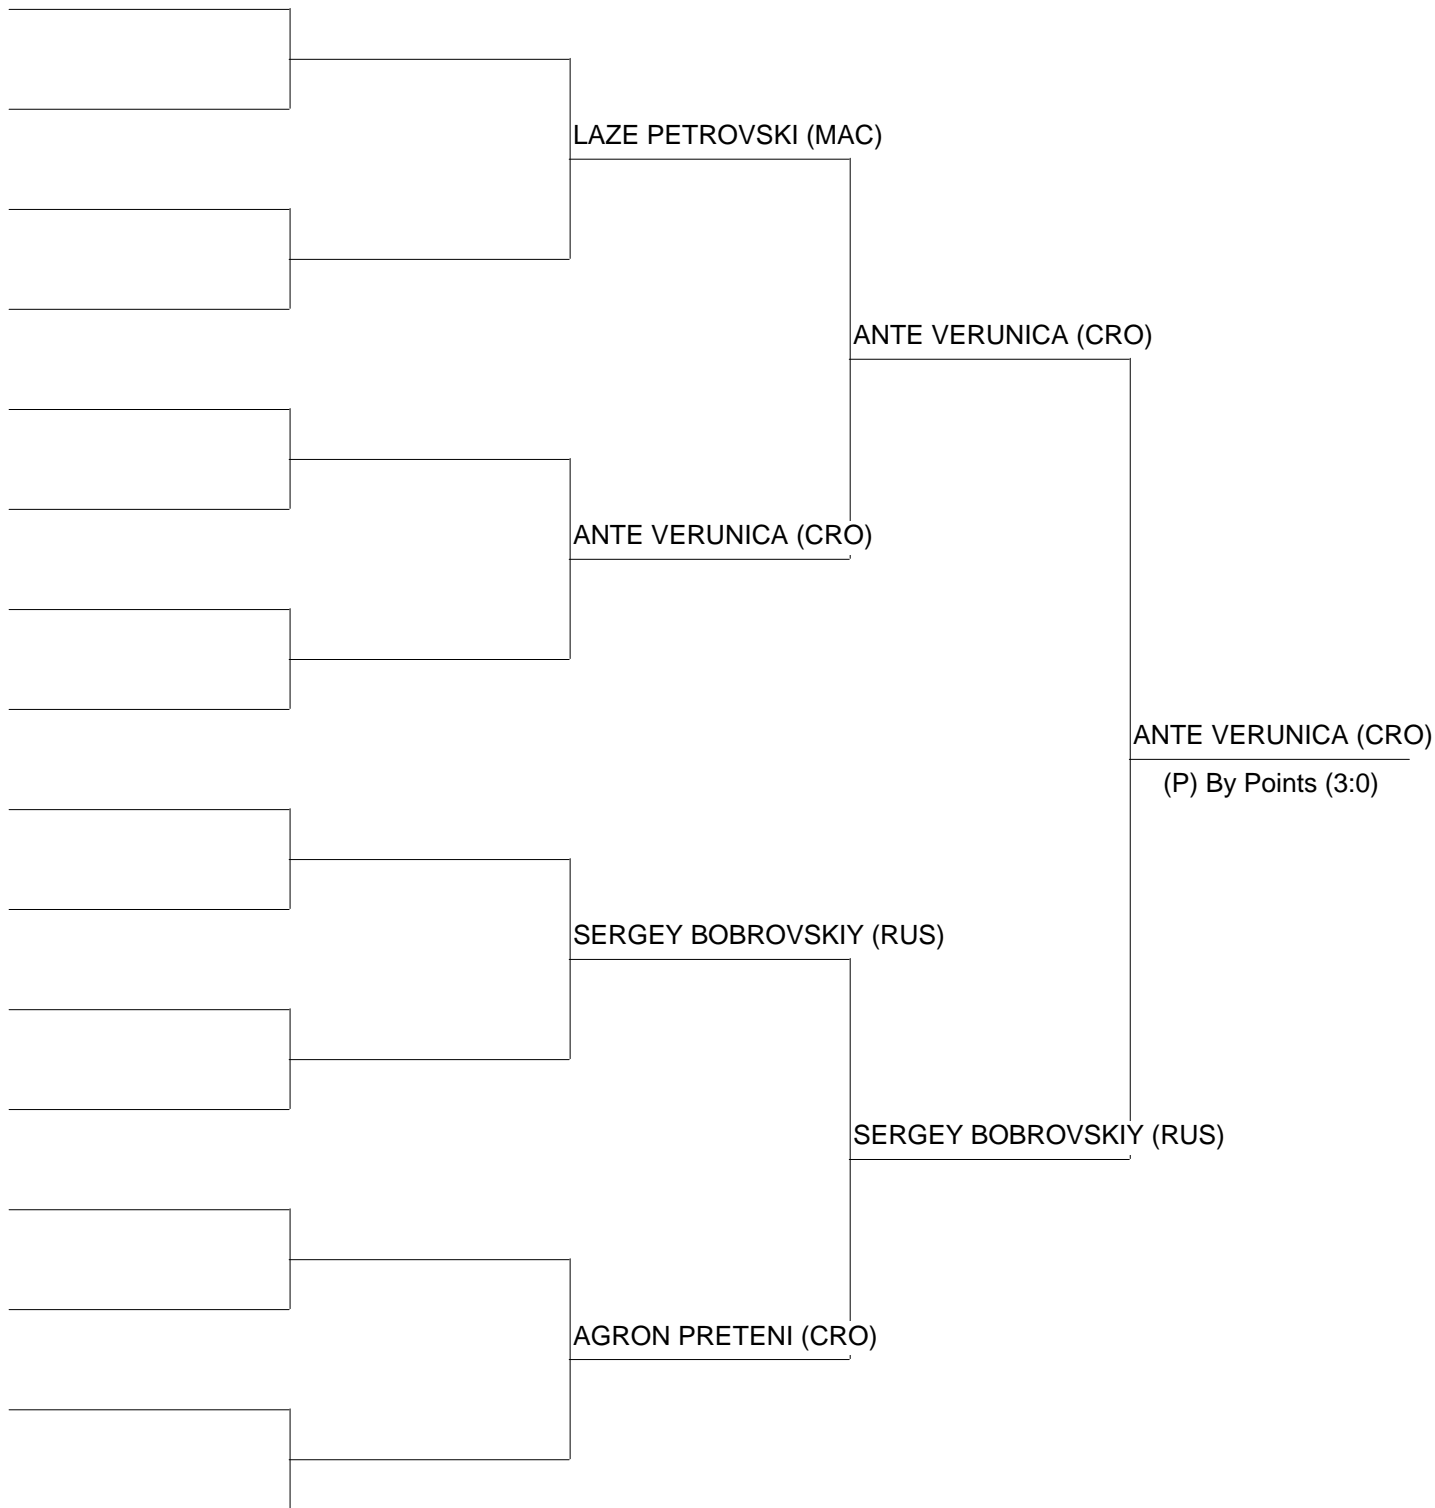 LAZE PETROVSKI (MAC)
ANTE VERUNICA (CRO)
ANTE VERUNICA (CRO)
ANTE VERUNICA (CRO)
(P) By Points (3:0)
SERGEY BOBROVSKIY (RUS)
SERGEY BOBROVSKIY (RUS)
AGRON PRETENI (CRO)